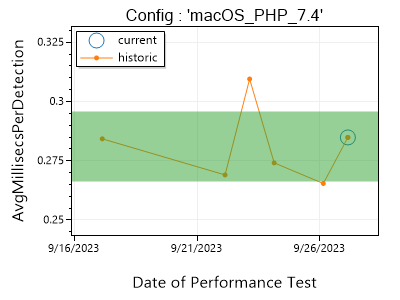 Config : 'macOS_PHP_7.4'
current
historic
AvgMillisecsPerDetection
0.325
0.3
0.275
0.25
9/16/2023
9/21/2023
9/26/2023
Date of Performance Test